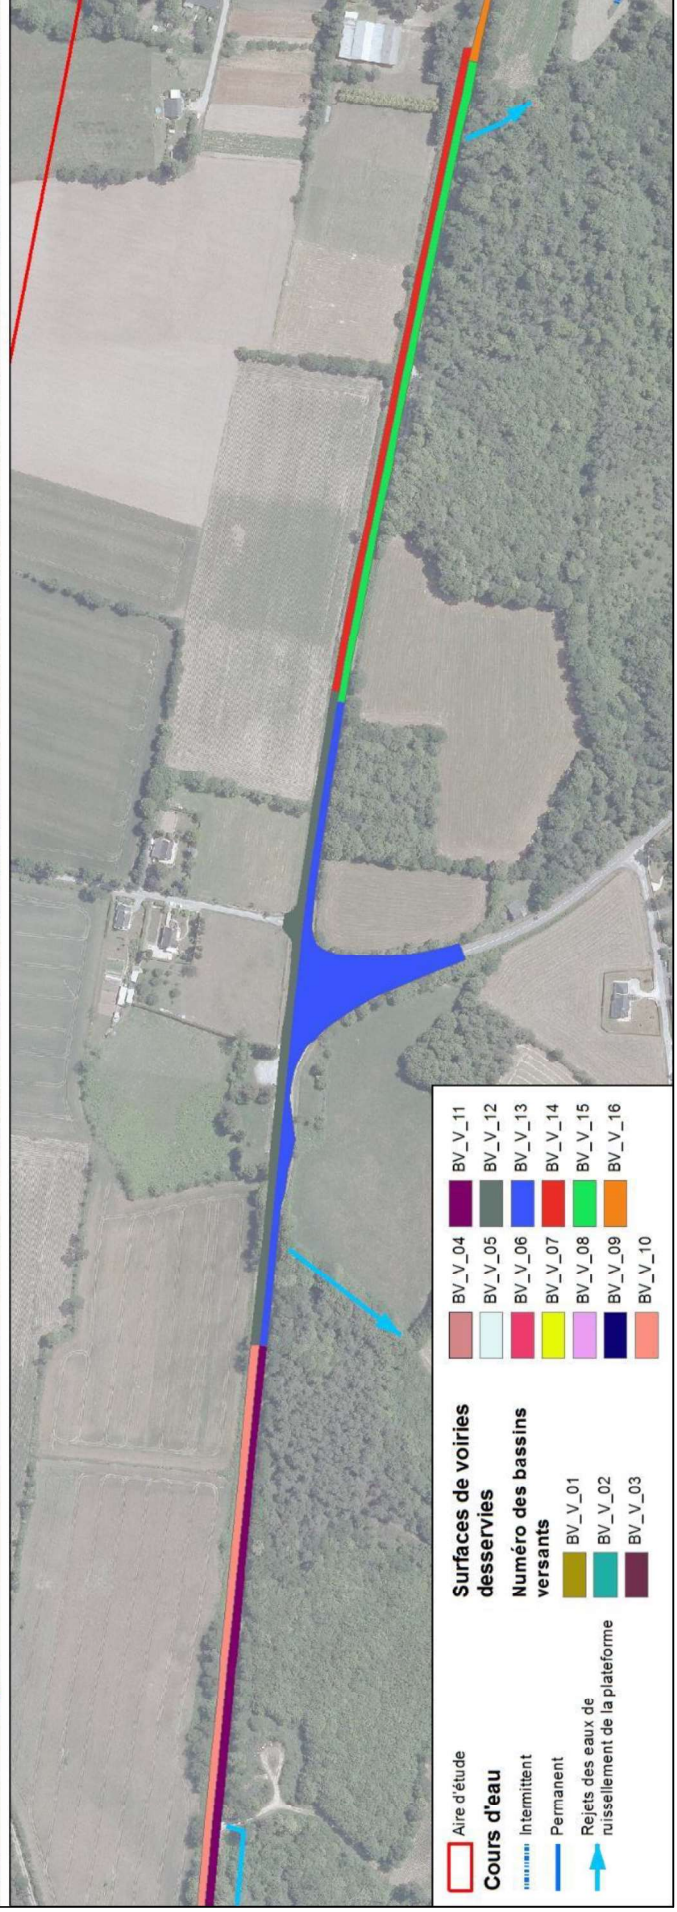 Aire d'étude
Cours d'eau
Intermittent
Permanent
Rejets des eaux de
ruissellement de la plateforme
Surfaces de voiries
desservies
Numéro des bassins
versants
BV_V_01
BV_V_02
BV_V_03
BV_V_04
BV_V_05
BV_V_06
BV_V_07
BV_V_08
BV_V_09
BV_V_10
BV_V_11
BV_V_12
BV_V_13
BV_V_14
BV_V_15
BV_V_16